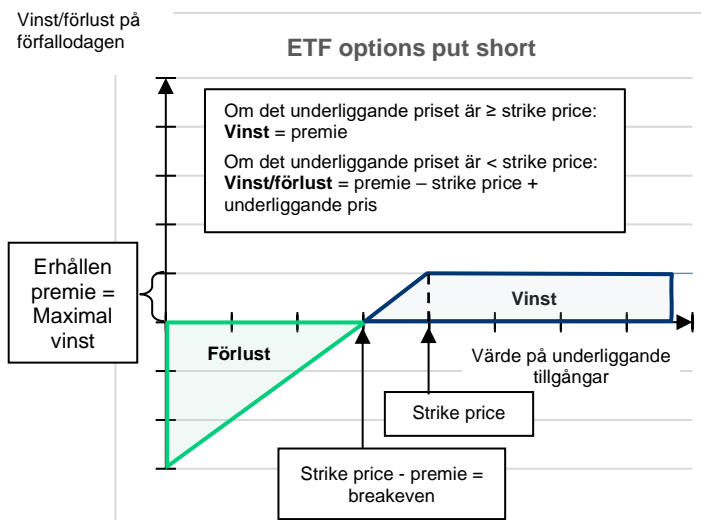 Vinst/förlust på
förfallodagen
ETF options put short
Om det underliggande priset är ≥ strike price:
Vinst = premie
Om det underliggande priset är < strike price:
Vinst/förlust = premie – strike price +
underliggande pris
Erhållen
premie =
Maximal
vinst
Vinst
Förlust
Värde på underliggande
tillgångar
Strike price
Strike price - premie =
breakeven